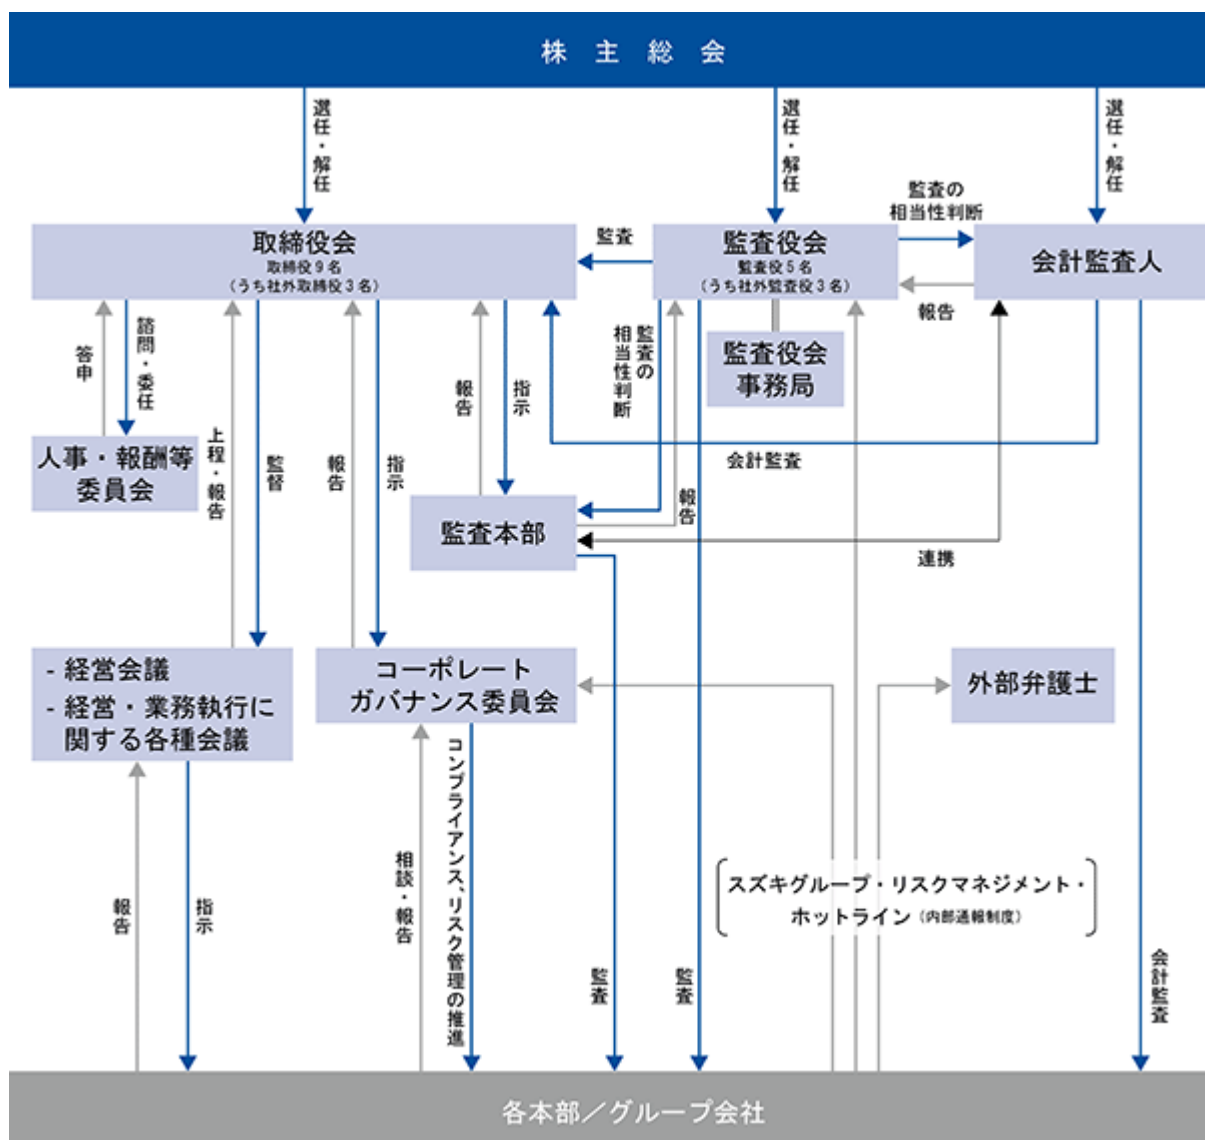 株主総会
選任・解任
選任・解任
選任・解任
取締役会
取締役9名
(うち社外取締役3名)
監査
監査役会
監査役5名
(うち社外監査役3名)
監査の
相当性判断
会計監査人
報告
監査役会
事務局
答申
諮問・委任
人事・報酬等
委員会
上程・報告
監督
報告
指示
報告
指示
監査の
相当性判断
報告
会計監査
監査本部
連携
- 経営会議
- 経営・業務執行に
関する各種会議
コーポレート
ガバナンス委員会
外部弁護士
報告
指示
相談・報告
コンプライアンス、リスク管理の推進
監査
監査
スズキグループ・リスクマネジメント・
ホットライン(内部通報制度)
会計監査
各本部/グループ会社